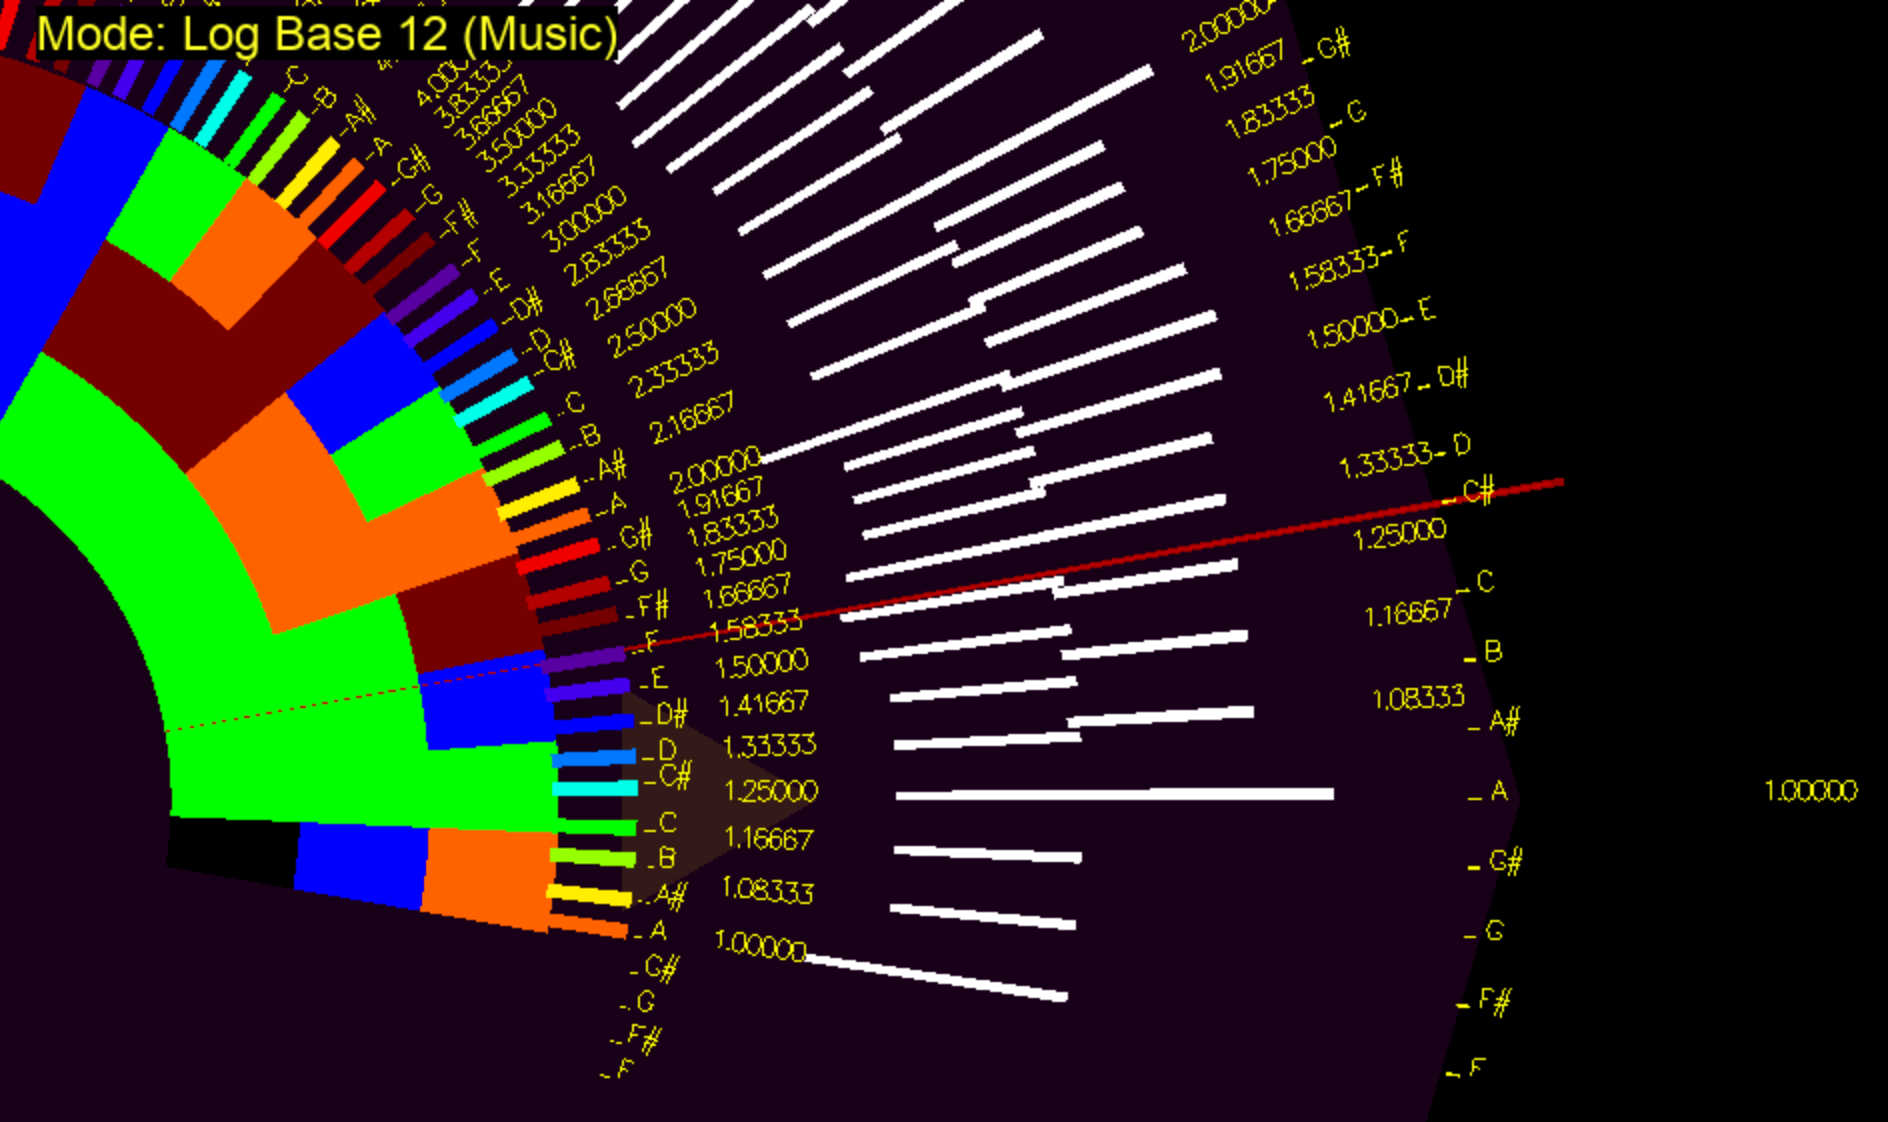 Mode: Log Base 12 (Music)
C
B
A#
A
G#
G
F#
F
E
D#
D
C#
C
B
A#
A
G#
G
F#
F
E
D#
D
C#
C
B
A#
A
G#
G
F#
4.000
3.83333
3.66667
3.50000
3.33333
3.16667
3.00000
2.83333
2.66667
2.50000
2.33333
2.16667
2.00000
1.91667
1.83333
1.75000
1.66667
1.58333
1.50000
1.41667
1.33333
1.25000
1.16667
1.08333
1.00000
2.00000
1.91667
1.83333
1.75000
1.66667
1.58333
1.50000
1.41667
1.33333
1.25000
1.16667
1.08333
1.00000
G#
G
F#
F
E
D#
D
C#
C
B
A#
A
G#
G
F#
F